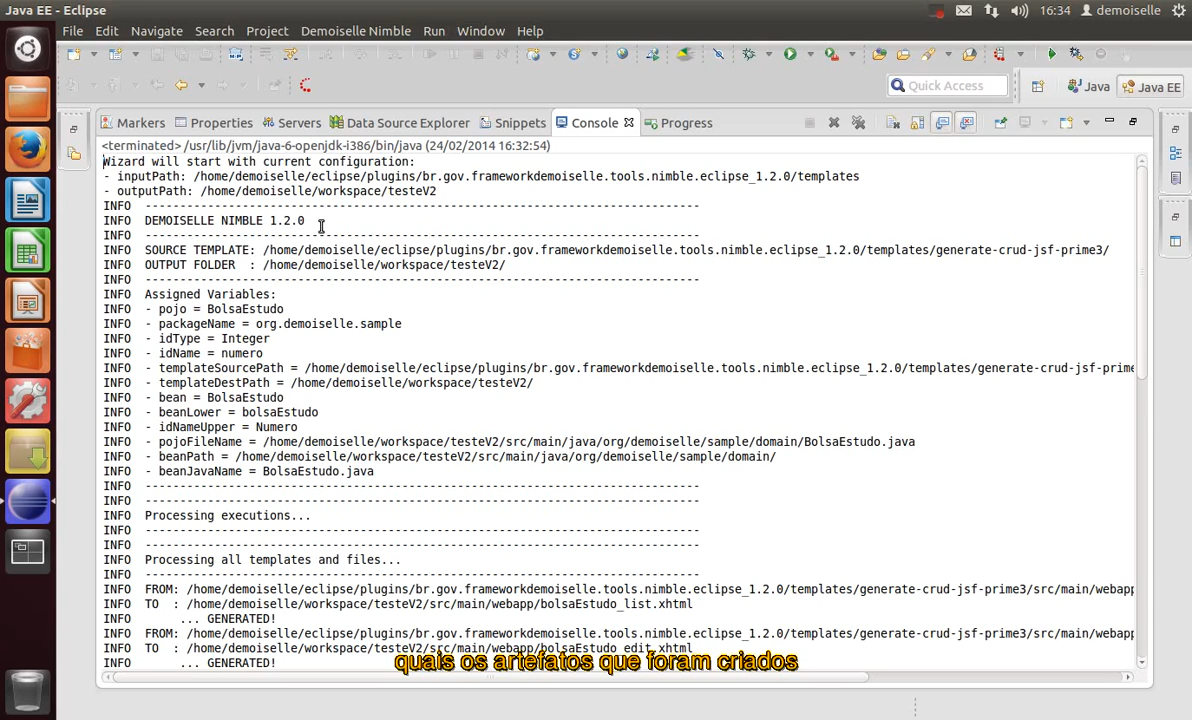 Java EE - Eclipse
16:34
demoiselle
File Edit Navigate Search Project Demoiselle Nimble Run Window Help
Quick Access
Java
Java EE
Markers Properties Servers Data Source Explorer Snippets Console Progress
<terminated> /usr/lib/jvm/java-6-openjdk-i386/bin/java (24/02/2014 16:32:54)
Wizard will start with current configuration:
- inputPath: /home/demoiselle/eclipse/plugins/br.gov.frameworkdemoiselle.tools.nimble.eclipse_1.2.0/templates
- outputPath: /home/demoiselle/workspace/testeV2
INFO --------------------------------------------------------------------------------
INFO DEMOISELLE NIMBLE 1.2.0
INFO --------------------------------------------------------------------------------
INFO SOURCE TEMPLATE: /home/demoiselle/eclipse/plugins/br.gov.frameworkdemoiselle.tools.nimble.eclipse_1.2.0/templates/generate-crud-jsf-prime3/
INFO OUTPUT FOLDER : /home/demoiselle/workspace/testeV2/
INFO --------------------------------------------------------------------------------
INFO Assigned Variables:
INFO - pojo = BolsaEstudo
INFO - packageName = org.demoiselle.sample
INFO - idType = Integer
INFO - idName = numero
INFO - templateSourcePath = /home/demoiselle/eclipse/plugins/br.gov.frameworkdemoiselle.tools.nimble.eclipse_1.2.0/templates/generate-crud-jsf-prime
INFO - templateDestPath = /home/demoiselle/workspace/testeV2/
INFO - bean = BolsaEstudo
INFO - beanLower = bolsaEstudo
INFO - idNameUpper = Numero
INFO - pojoFileName = /home/demoiselle/workspace/testeV2/src/main/java/org/demoiselle/sample/domain/BolsaEstudo.java
INFO - beanPath = /home/demoiselle/workspace/testeV2/src/main/java/org/demoiselle/sample/domain/
INFO - beanJavaName = BolsaEstudo.java
INFO --------------------------------------------------------------------------------
INFO --------------------------------------------------------------------------------
INFO Processing executions...
INFO --------------------------------------------------------------------------------
INFO --------------------------------------------------------------------------------
INFO Processing all templates and files...
INFO --------------------------------------------------------------------------------
INFO FROM: /home/demoiselle/eclipse/plugins/br.gov.frameworkdemoiselle.tools.nimble.eclipse_1.2.0/templates/generate-crud-jsf-prime3/src/main/webapp
INFO TO : /home/demoiselle/workspace/testeV2/src/main/webapp/bolsaEstudo_list.xhtml
INFO ... GENERATED!
INFO FROM: /home/demoiselle/eclipse/plugins/br.gov.frameworkdemoiselle.tools.nimble.eclipse_1.2.0/templates/generate-crud-jsf-prime3/src/main/webapp
INFO TO : /home/demoiselle/workspace/testeV2/src/main/webapp/bolsaEstudo_edit.xhtml
INFO ... GENERATED!
quais os artefatos que foram criados